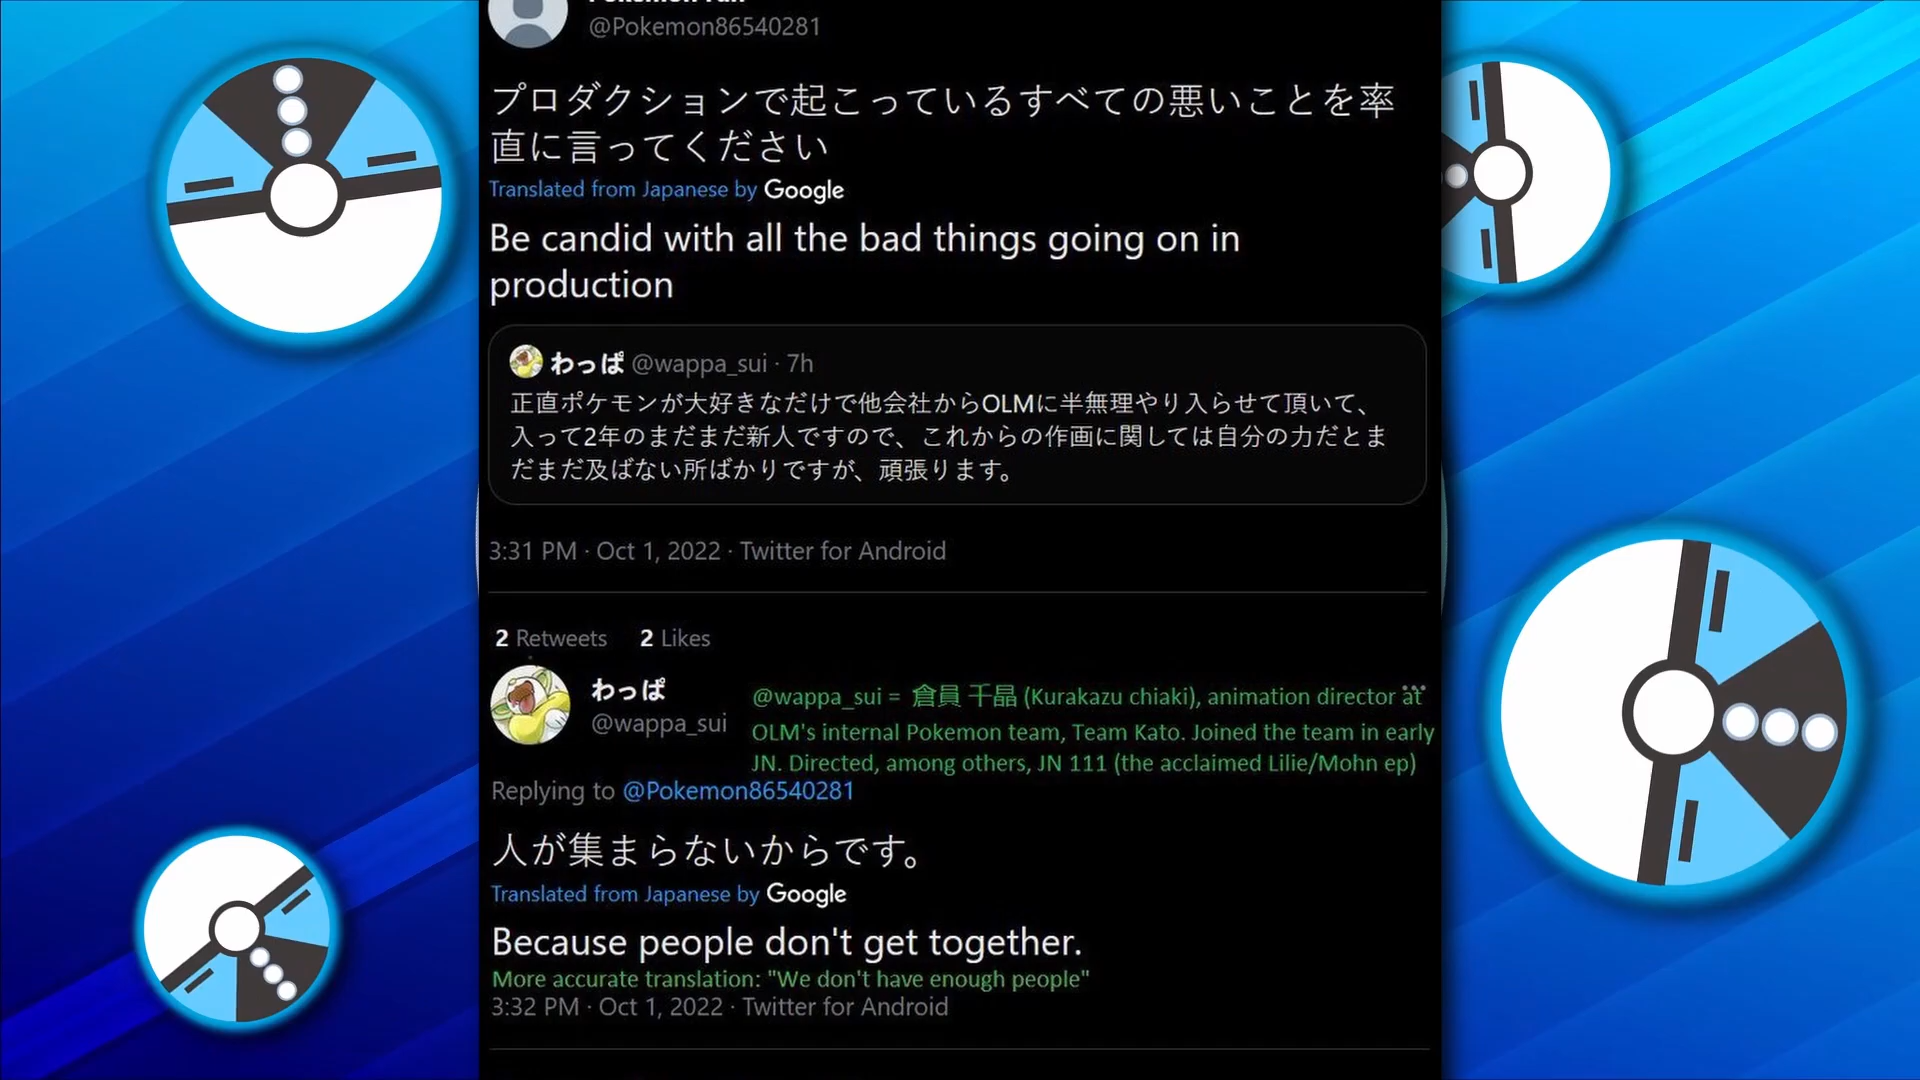 @Pokemon86540281
プロダクションで起こっているすべての悪いことを率
直に言ってください
Translated from Japanese by Google
Be candid with all the bad things going on in
production
わっぱ @wappa_sui · 7h
正直ポケモンが大好きなだけで他会社からOLMに半無理やり入らせて頂いて、
入って2年のまだまだ新人ですので、これからの作画に関しては自分の力だとま
だまだ及ばない所ばかりですが、頑張ります。
3:31 PM · Oct 1, 2022 · Twitter for Android
2 Retweets 2 Likes
わっぱ
@wappa_sui
@wappa_sui = 倉員 千晶 (Kurakazu chiaki), animation director at
OLM's internal Pokemon team, Team Kato. Joined the team in early
JN. Directed, among others, JN 111 (the acclaimed Lilie/Mohn ep)
Replying to @Pokemon86540281
人が集まらないからです。
Translated from Japanese by Google
Because people don't get together.
More accurate translation: "We don't have enough people"
3:32 PM · Oct 1, 2022 · Twitter for Android